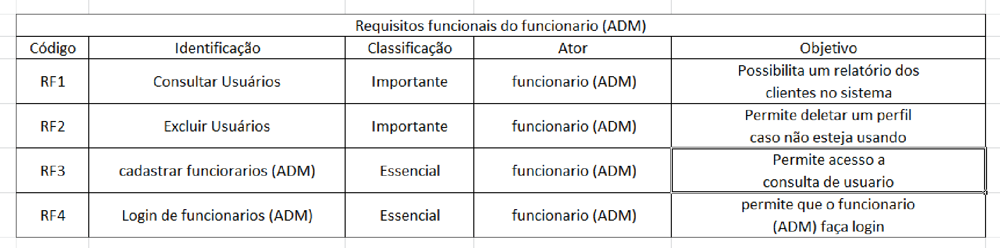 Requisitos funcionais do funcionario (ADM)
Código Identificação Classificação Ator Objetivo
RF1 Consultar Usuários Importante funcionario (ADM) Possibilita um relatório dos
clientes no sistema
RF2 Excluir Usuários Importante funcionario (ADM) Permite deletar um perfil
caso não esteja usando
RF3 cadastrar funciorarios (ADM) Essencial funcionario (ADM) Permite acesso a
consulta de usuario
RF4 Login de funcionarios (ADM) Essencial funcionario (ADM) permite que o funcionario
(ADM) faça login